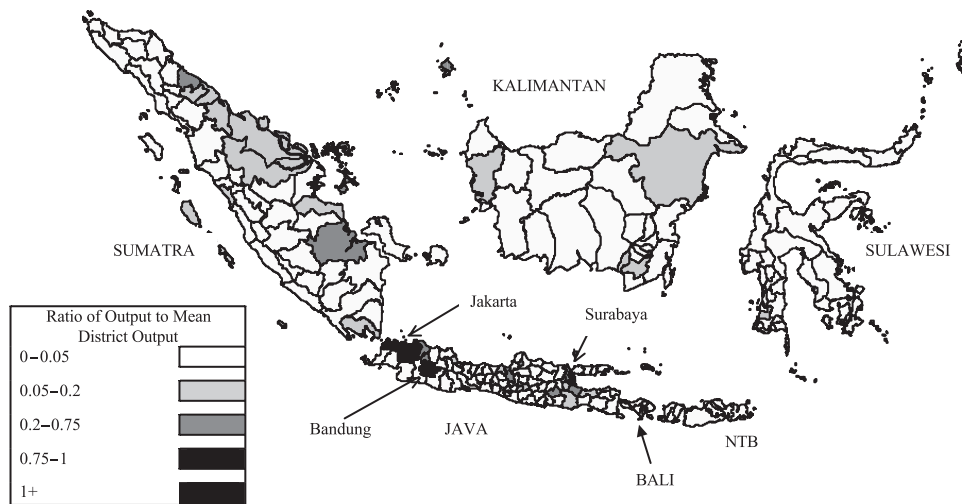 KALIMANTAN
SUMATRA
SULAWESI
Jakarta
Surabaya
Ratio of Output to Mean
District Output
0–0.05
0.05–0.2
0.2–0.75
0.75–1
1+
Bandung
JAVA
NTB
BALI